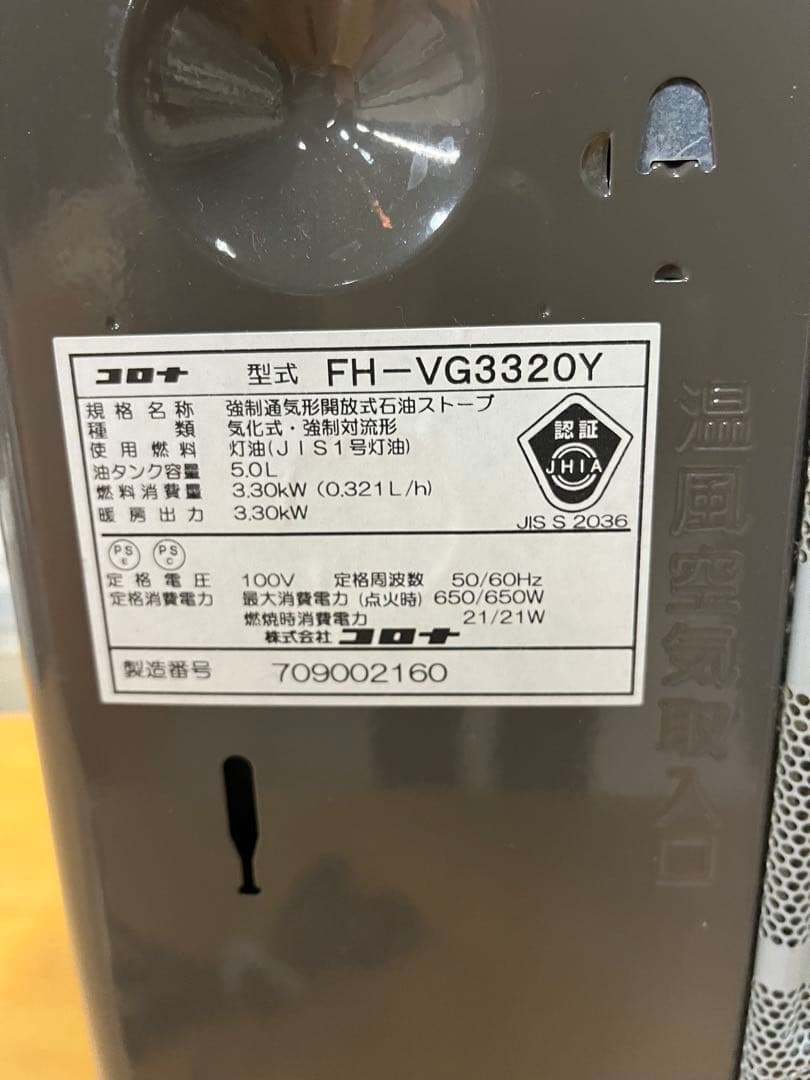 コロナ 型式 FH-VG3320Y
規格名称 強制通気形開放式石油ストーブ
種類 気化式・強制対流形
使用燃料 灯油(JIS1号灯油)
油タンク容量 5.0L
燃料消費量 3.30kW (0.321L/h)
暖房出力 3.30kW
認証
JHIA
JIS S 2036
PS E PS C
定格電圧 100V 定格周波数 50/60Hz
定格消費電力 最大消費電力(点火時) 650/650W
燃焼時消費電力 21/21W
株式会社 コロナ
製造番号 709002160
温風空気取入口